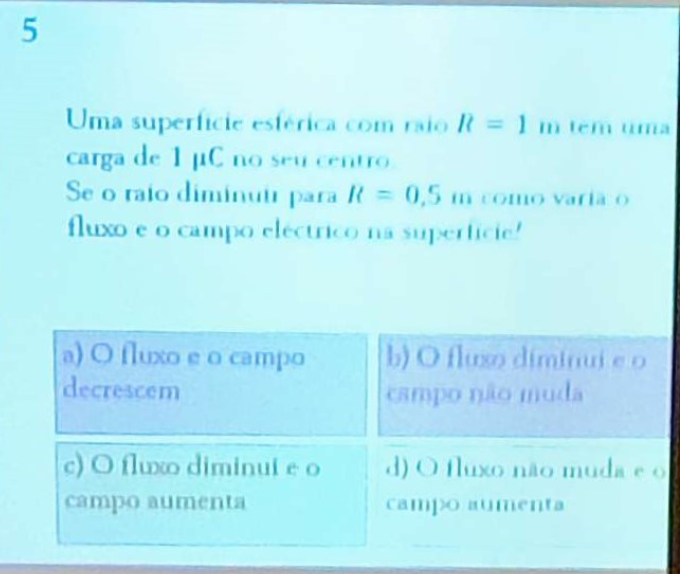 5
Uma superfície esférica com raio R = 1 m tem uma
carga de 1 μC no seu centro.
Se o raio diminuir para R = 0,5 m como varia o
fluxo e o campo eléctrico na superfície?
a) O fluxo e o campo
decrescem
b) O fluxo diminui e o
campo não muda
c) O fluxo diminui e o
campo aumenta
d) O fluxo não muda e o
campo aumenta